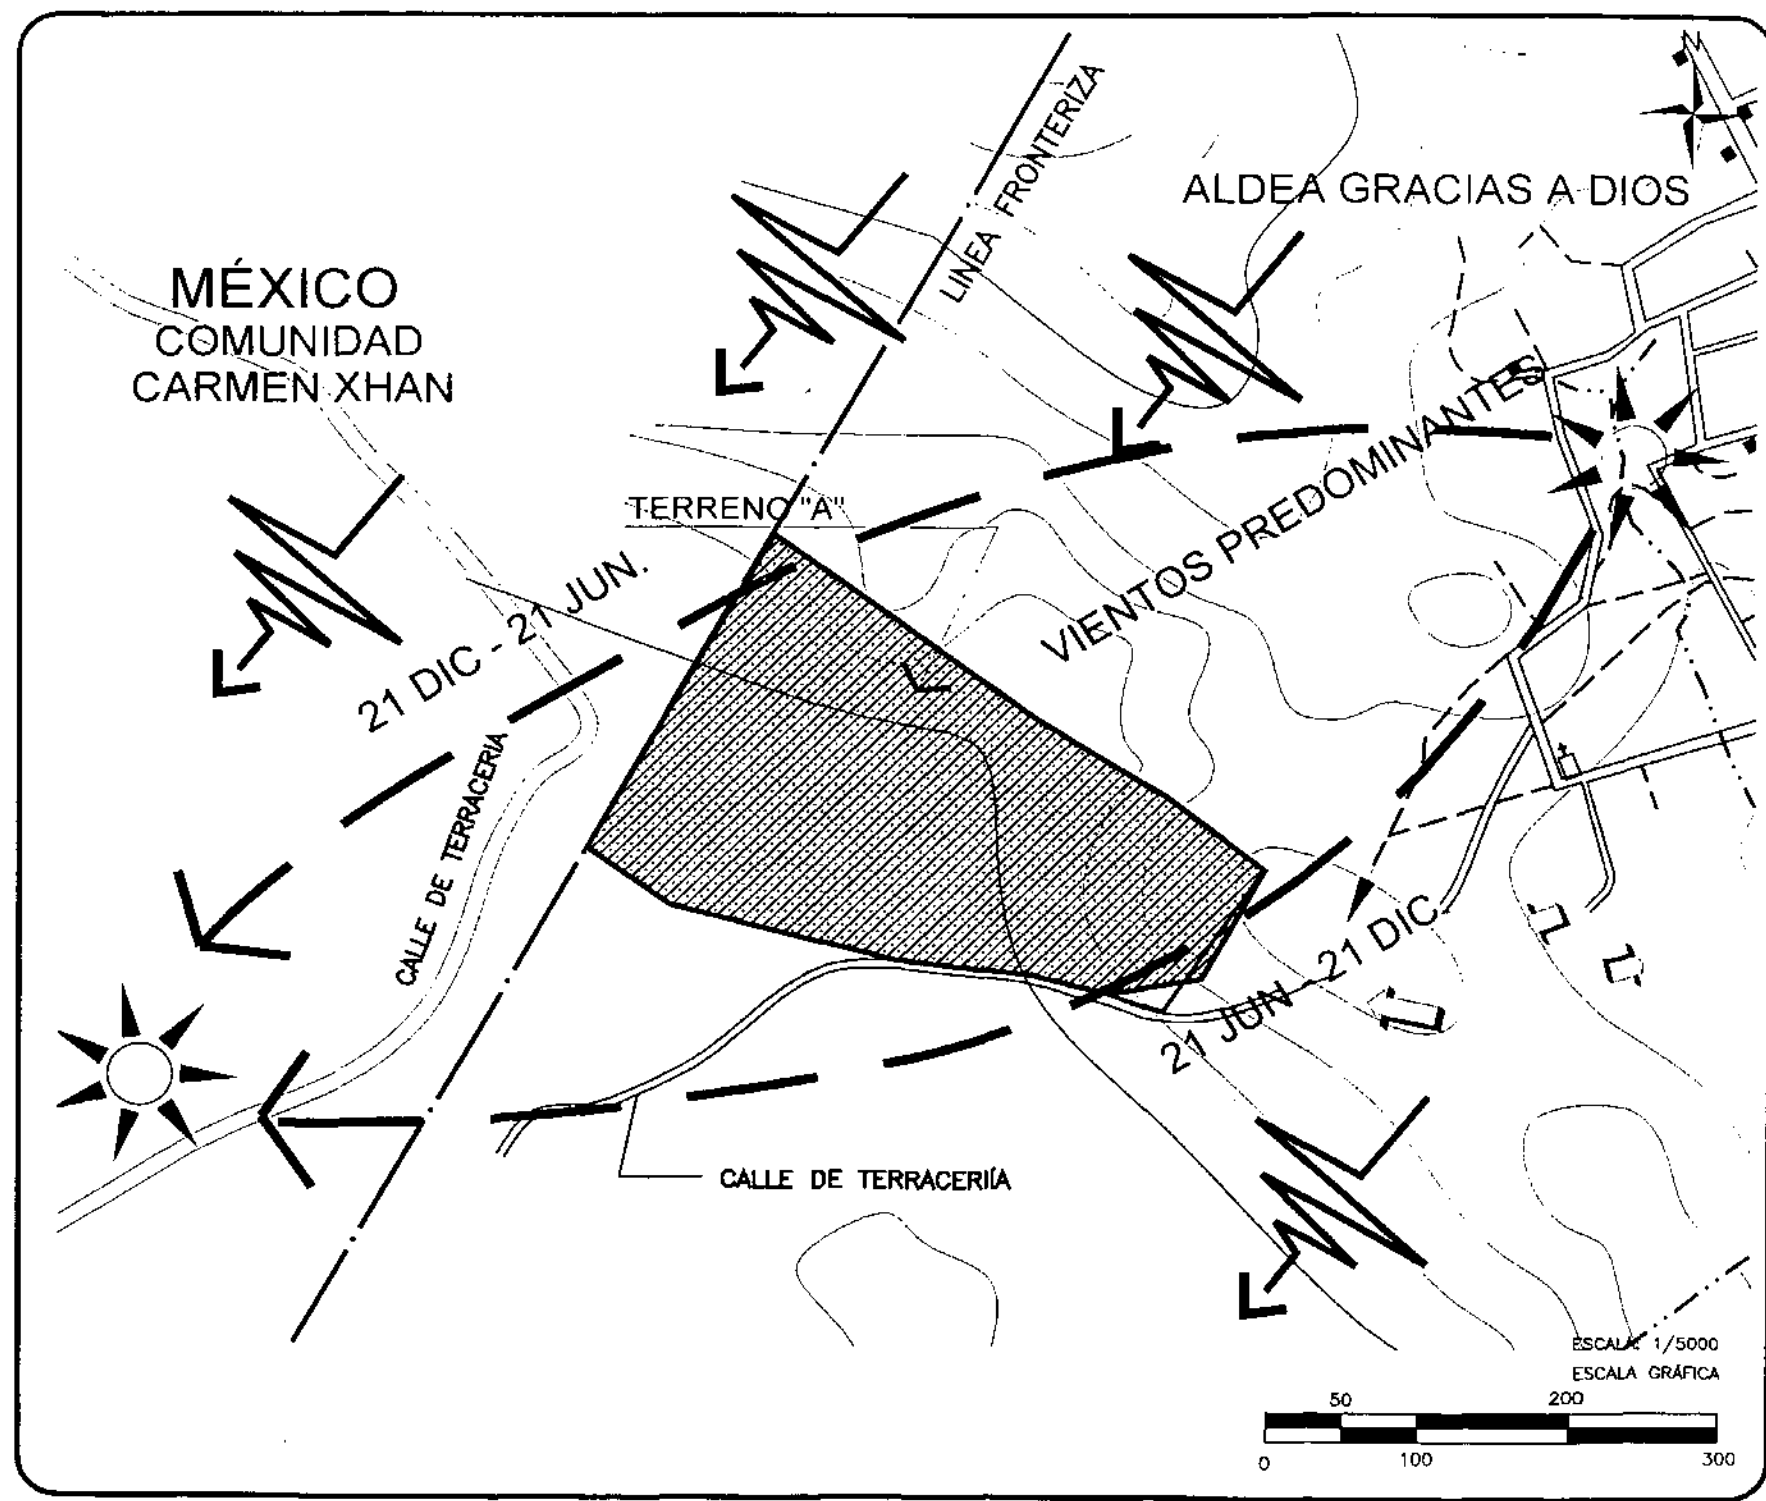 N
LINEA FRONTERIZA
ALDEA GRACIAS A DIOS
MÉXICO
COMUNIDAD
CARMEN XHAN
VIENTOS PREDOMINANTES
TERRENO "A"
21 DIC - 21 JUN.
CALLE DE TERRACERIA
21 JUN - 21 DIC.
CALLE DE TERRACERIÍA
ESCALA: 1/5000
ESCALA GRÁFICA
50 200
0 100 300